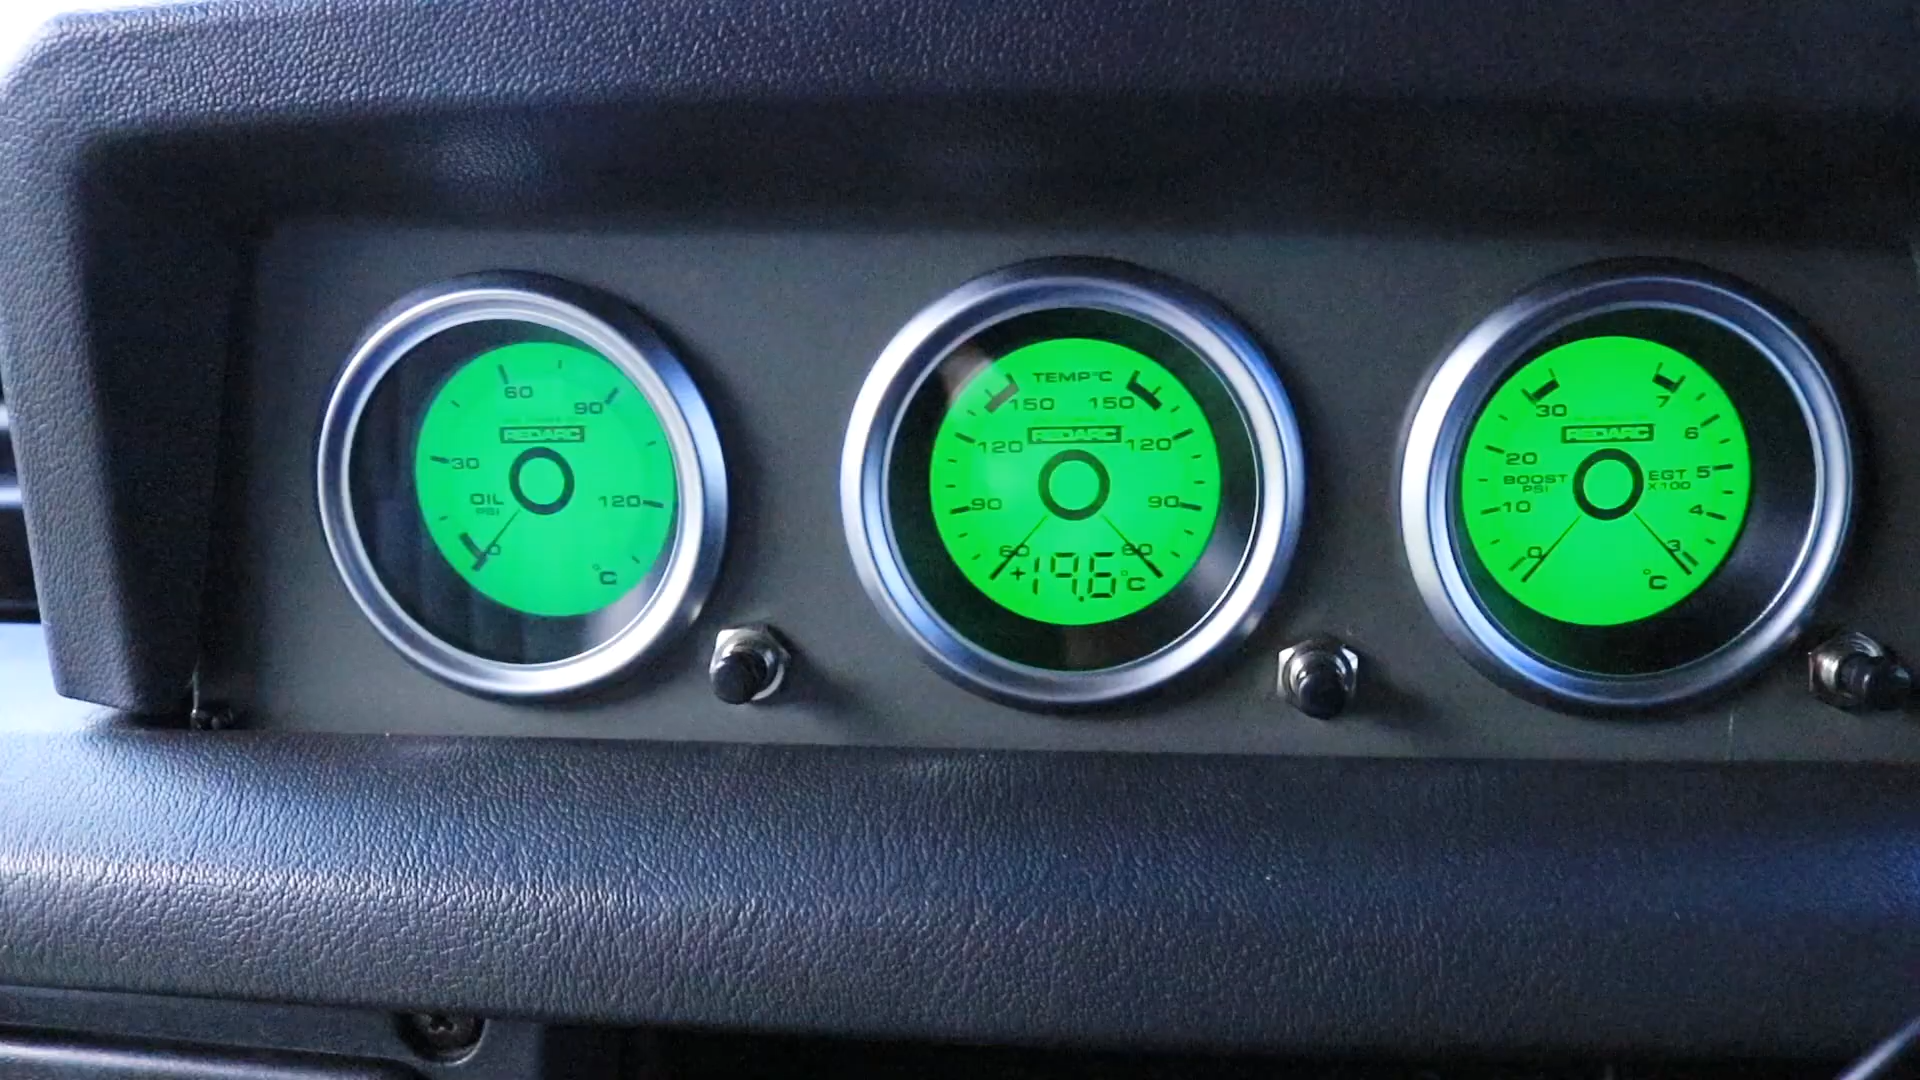 60
90
REDARC
30
OIL
PSI
120
0
°C
TEMP°C
150 150
REDARC
120 120
90 90
60 60
+19.6°C
30 7
REDARC
6
20
BOOST
PSI
EGT
X100
5
10
4
0 3
°C